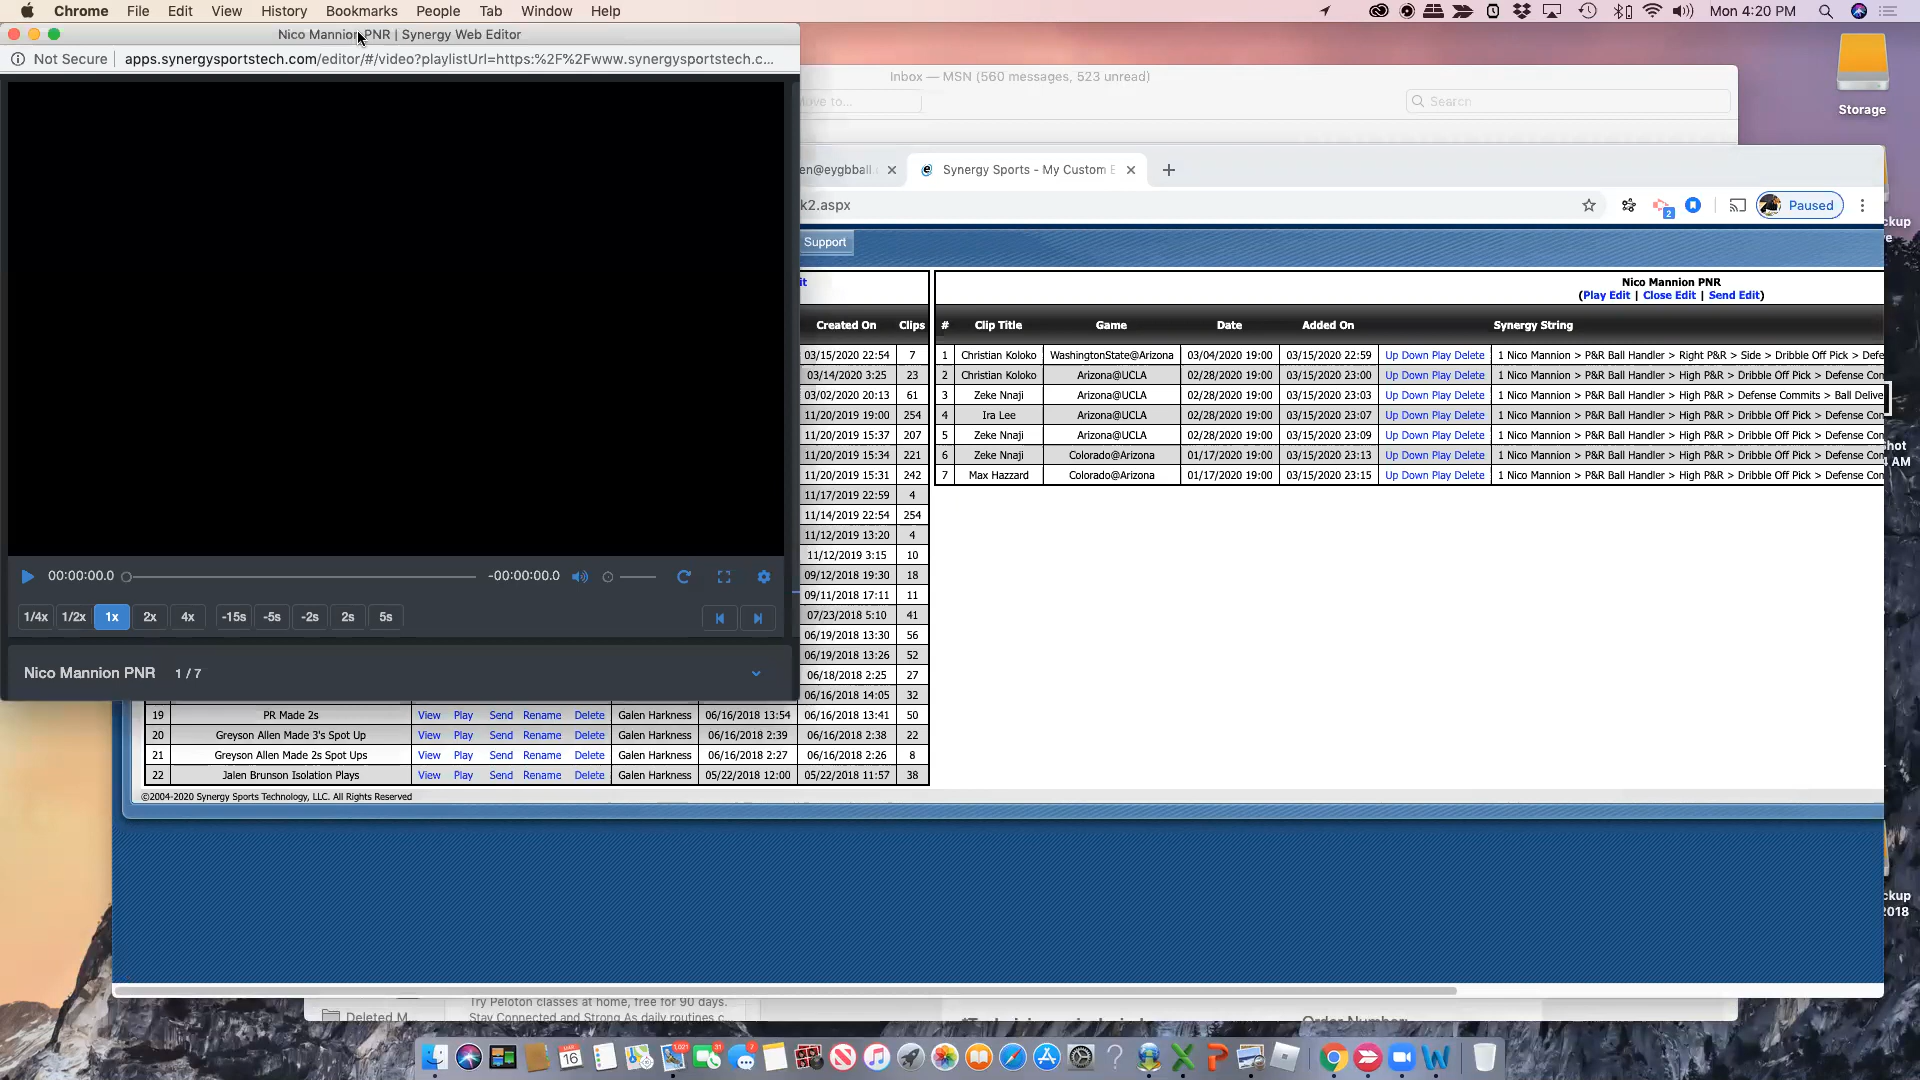 Chrome File Edit View History Bookmarks People Tab Window Help Mon 4:20 PM
Nico Mannion PNR | Synergy Web Editor
Not Secure apps.synergysportstech.com/editor/#/video?playlistUrl=https:%2F%2Fwww.synergysportstech.c...
Inbox — MSN (560 messages, 523 unread)
Move to... Search
Storage
en@eygbball Synergy Sports - My Custom E
k2.aspx Paused
2
Support
Nico Mannion PNR
(Play Edit | Close Edit | Send Edit)
Created On Clips # Clip Title Game Date Added On Synergy String
03/15/2020 22:54 7 1 Christian Koloko WashingtonState@Arizona 03/04/2020 19:00 03/15/2020 22:59 Up Down Play Delete 1 Nico Mannion > P&R Ball Handler > Right P&R > Side > Dribble Off Pick > Defe
03/14/2020 3:25 23 2 Christian Koloko Arizona@UCLA 02/28/2020 19:00 03/15/2020 23:00 Up Down Play Delete 1 Nico Mannion > P&R Ball Handler > High P&R > Dribble Off Pick > Defense Con
03/02/2020 20:13 61 3 Zeke Nnaji Arizona@UCLA 02/28/2020 19:00 03/15/2020 23:03 Up Down Play Delete 1 Nico Mannion > P&R Ball Handler > High P&R > Defense Commits > Ball Delive
11/20/2019 19:00 254 4 Ira Lee Arizona@UCLA 02/28/2020 19:00 03/15/2020 23:07 Up Down Play Delete 1 Nico Mannion > P&R Ball Handler > High P&R > Dribble Off Pick > Defense Con
11/20/2019 15:37 207 5 Zeke Nnaji Arizona@UCLA 02/28/2020 19:00 03/15/2020 23:09 Up Down Play Delete 1 Nico Mannion > P&R Ball Handler > High P&R > Dribble Off Pick > Defense Con
11/20/2019 15:34 221 6 Zeke Nnaji Colorado@Arizona 01/17/2020 19:00 03/15/2020 23:13 Up Down Play Delete 1 Nico Mannion > P&R Ball Handler > High P&R > Dribble Off Pick > Defense Con
11/20/2019 15:31 242 7 Max Hazzard Colorado@Arizona 01/17/2020 19:00 03/15/2020 23:15 Up Down Play Delete 1 Nico Mannion > P&R Ball Handler > High P&R > Dribble Off Pick > Defense Con
11/17/2019 22:59 4
11/14/2019 22:54 254
11/12/2019 13:20 4
11/12/2019 3:15 10
09/12/2018 19:30 18
09/11/2018 17:11 11
07/23/2018 5:10 41
06/19/2018 13:30 56
06/19/2018 13:26 52
06/18/2018 2:25 27
06/16/2018 14:05 32
00:00:00.0 -00:00:00.0
1/4x 1/2x 1x 2x 4x -15s -5s -2s 2s 5s
Nico Mannion PNR 1 / 7
19 PR Made 2s View Play Send Rename Delete Galen Harkness 06/16/2018 13:54 06/16/2018 13:41 50
20 Greyson Allen Made 3's Spot Up View Play Send Rename Delete Galen Harkness 06/16/2018 2:39 06/16/2018 2:38 22
21 Greyson Allen Made 2s Spot Ups View Play Send Rename Delete Galen Harkness 06/16/2018 2:27 06/16/2018 2:26 8
22 Jalen Brunson Isolation Plays View Play Send Rename Delete Galen Harkness 05/22/2018 12:00 05/22/2018 11:57 38
©2004-2020 Synergy Sports Technology, LLC. All Rights Reserved
ckup
hot
AM
ckup
2018
Try Peloton classes at home, free for 90 days.
Deleted M... Stay Connected and Strong As daily routines c...
Order Number:
MAR
16